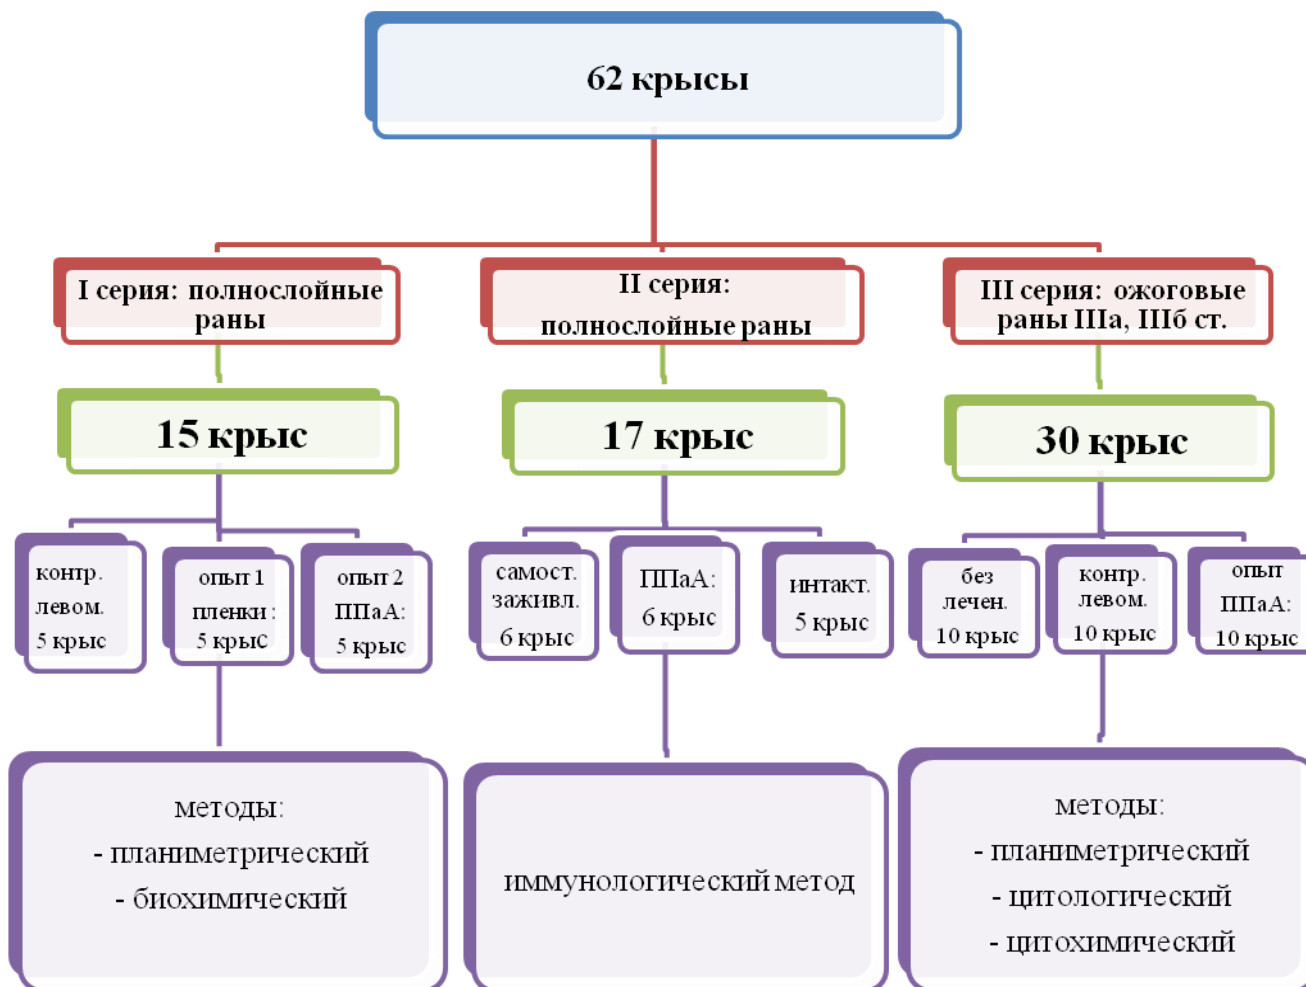 62 крысы
I серия: полнослойные
раны
II серия:
полнослойные раны
III серия: ожоговые
раны IIIа, IIIб ст.
15 крыс
17 крыс
30 крыс
контр.
левом.
5 крыс
опыт 1
пленки :
5 крыс
опыт 2
ППаА:
5 крыс
самост.
заживл.
6 крыс
ППаА:
6 крыс
интакт.
5 крыс
без
лечен.
10 крыс
контр.
левом.
10 крыс
опыт
ППаА:
10 крыс
методы:
- планиметрический
- биохимический
иммунологический метод
методы:
- планиметрический
- цитологический
- цитохимический